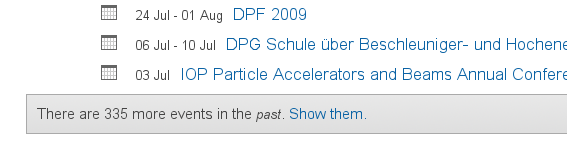 24 Jul - 01 Aug DPF 2009
06 Jul - 10 Jul DPG Schule über Beschleuniger- und Hochene
03 Jul IOP Particle Accelerators and Beams Annual Confere
There are 335 more events in the past. Show them.